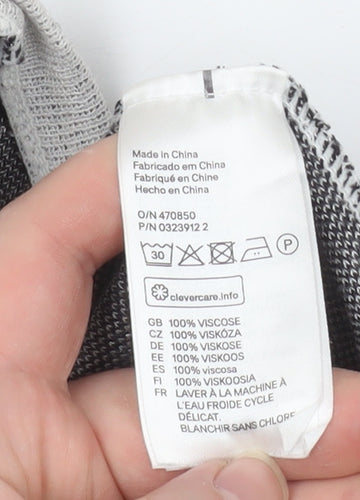 Made in China
Fabricado em China
Fabriqué en Chine
Hecho en China
O/N 470850
P/N 0323912 2
30 P
clevercare.info
GB 100% VISCOSE
CZ 100% VISKÓZA
DE 100% VISKOSE
EE 100% VISKOOS
ES 100% viscosa
FI 100% VISKOOSIA
FR LAVER À LA MACHINE À
L'EAU FROIDE CYCLE
DÉLICAT.
BLANCHIR SANS CHLORE